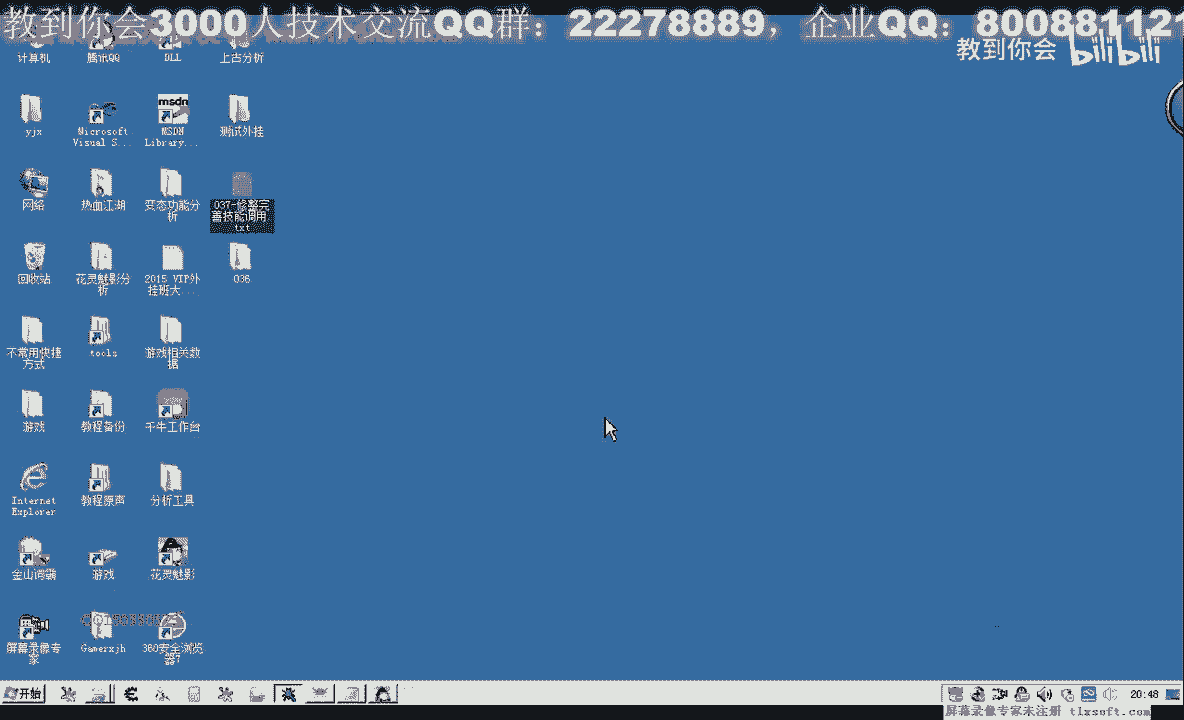 教到你会3000人技术交流QQ群：22278889，企业QQ：800881121
教到你会 bilibili
计算机 腾讯QQ DLL 上古分析
yjx Microsoft Visual S... MSDN Library... 测试外挂
网络 热血江湖 变态功能分析 037-修整完善技能调用.txt
回收站 花灵魅影分析 2015 VIP外挂班大... 036
不常用快捷方式 tools 游戏相关数据
游戏 教程备份 千牛工作台
Internet Explorer 教程原声 分析工具
金山词霸 游戏 花灵魅影
屏幕录像专家 Gamerxjh 360安全浏览器7
开始 20:48
屏幕录像专家未注册 tlxsoft.com